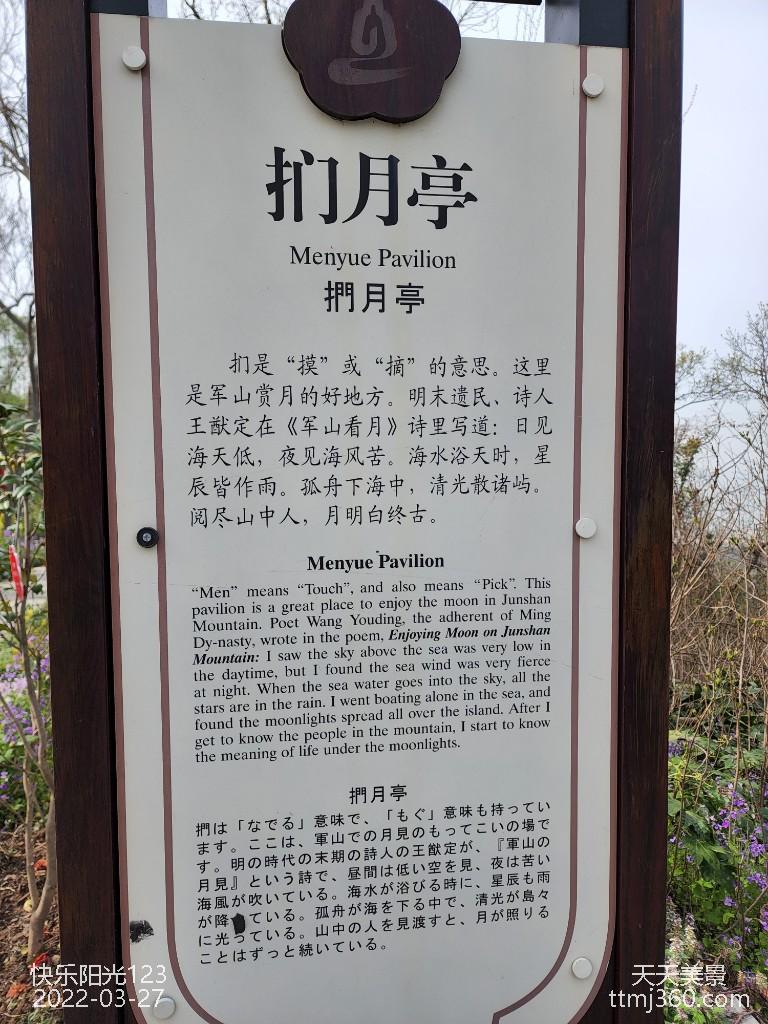 扪月亭
Menyue Pavilion
捫月亭
扪是“摸”或“摘”的意思。这里
是军山赏月的好地方。明末遗民、诗人
王猷定在《军山看月》诗里写道：日见
海天低，夜见海风苦。海水浴天时，星
辰皆作雨。孤舟下海中，清光散诸屿。
阅尽山中人，月明白终古。
Menyue Pavilion
“Men” means “Touch”, and also means “Pick”. This
pavilion is a great place to enjoy the moon in Junshan
Mountain. Poet Wang Youding, the adherent of Ming
Dy-nasty, wrote in the poem, Enjoying Moon on Junshan
Mountain: I saw the sky above the sea was very low in
the daytime, but I found the sea wind was very fierce
at night. When the sea water goes into the sky, all the
stars are in the rain. I went boating alone in the sea, and
found the moonlights spread all over the island. After I
get to know the people in the mountain, I start to know
the meaning of life under the moonlights.
捫月亭
捫は「なでる」意味で、「もぐ」意味も持ってい
ます。ここは、軍山での月見のもってこいの場で
す。明の時代の末期の詩人の王猷定が、『軍山の
月見』という詩で、昼間は低い空を見、夜は苦い
海風が吹いている。海水が浴びる時に、星辰も雨
が降ている。孤舟が海を下る中で、清光が島々
に光っている。山中の人を見渡すと、月が照りる
ことはずっと続いている。
快乐阳光123
2022-03-27
天天美景
ttmj360.com